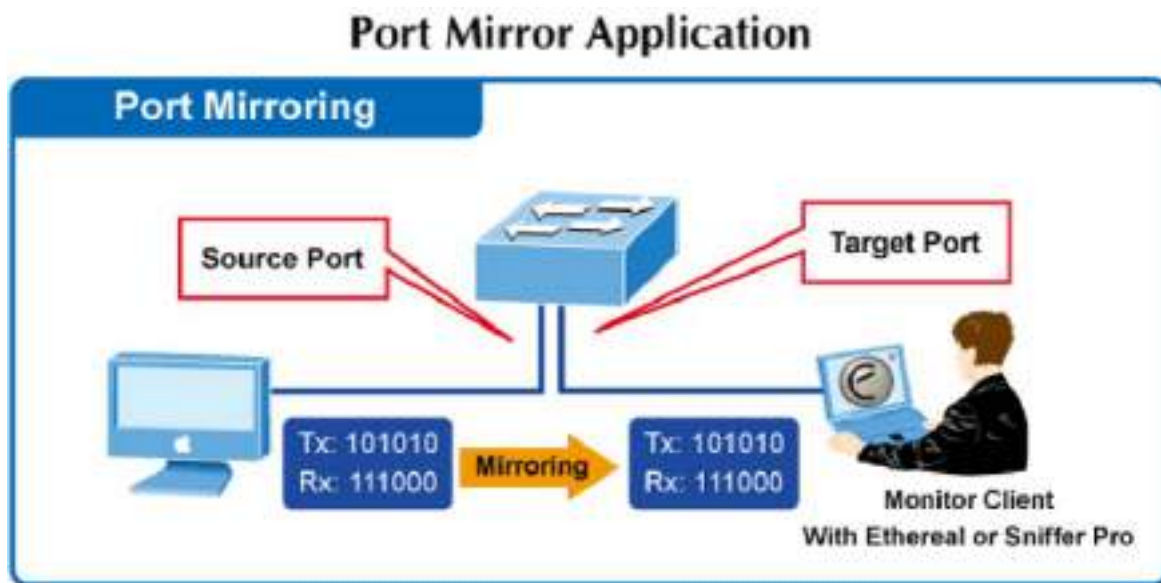 Port Mirror Application
Port Mirroring
Source Port
Target Port
Tx: 101010
Rx: 111000
Mirroring
Tx: 101010
Rx: 111000
Monitor Client
With Ethereal or Sniffer Pro